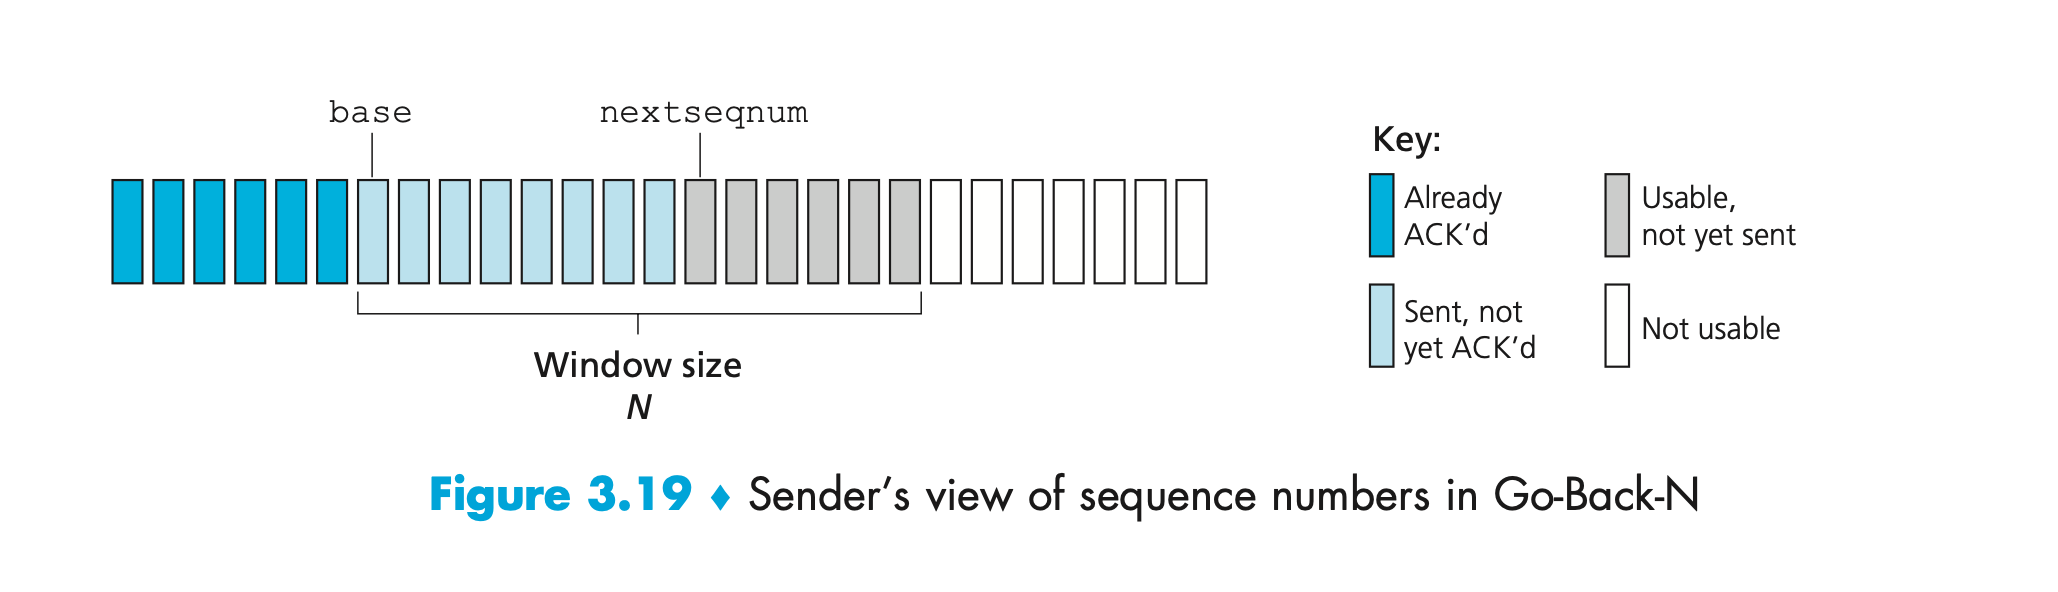 base
nextseqnum
Window size
N
Key:
Already
ACK’d
Usable,
not yet sent
Sent, not
yet ACK’d
Not usable
Figure 3.19 ♦ Sender’s view of sequence numbers in Go-Back-N